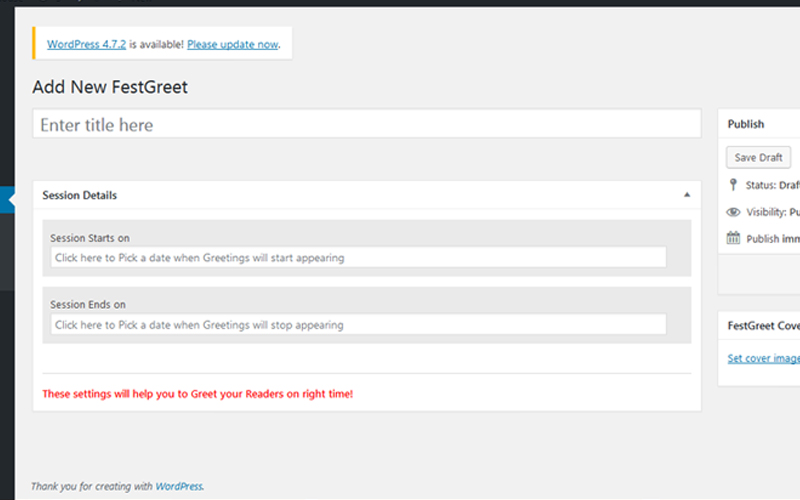 WordPress 4.7.2 is available! Please update now.
Add New FestGreet
Enter title here
Session Details
Session Starts on
Click here to Pick a date when Greetings will start appearing
Session Ends on
Click here to Pick a date when Greetings will stop appearing
These settings will help you to Greet your Readers on right time!
Publish
Save Draft
Status: Draf
Visibility: Pu
Publish imm
FestGreet Cove
Set cover image
Thank you for creating with WordPress.